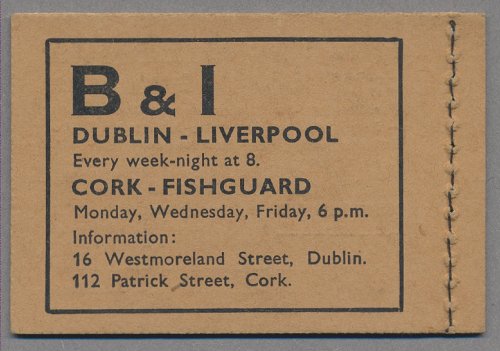 B & I
DUBLIN - LIVERPOOL
Every week-night at 8.
CORK - FISHGUARD
Monday, Wednesday, Friday, 6 p.m.
Information:
16 Westmoreland Street, Dublin.
112 Patrick Street, Cork.